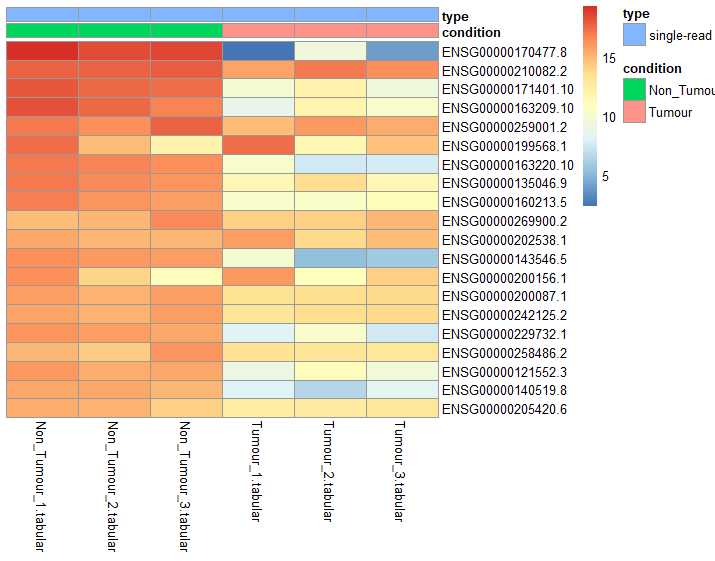 type
condition
ENSG00000170477.8
ENSG00000210082.2
ENSG00000171401.10
ENSG00000163209.10
ENSG00000259001.2
ENSG00000199568.1
ENSG00000163220.10
ENSG00000135046.9
ENSG00000160213.5
ENSG00000269900.2
ENSG00000202538.1
ENSG00000143546.5
ENSG00000200156.1
ENSG00000200087.1
ENSG00000242125.2
ENSG00000229732.1
ENSG00000258486.2
ENSG00000121552.3
ENSG00000140519.8
ENSG00000205420.6
Non_Tumour_1.tabular
Non_Tumour_2.tabular
Non_Tumour_3.tabular
Tumour_1.tabular
Tumour_2.tabular
Tumour_3.tabular
15
10
5
type
single-read
condition
Non_Tumou
Tumour